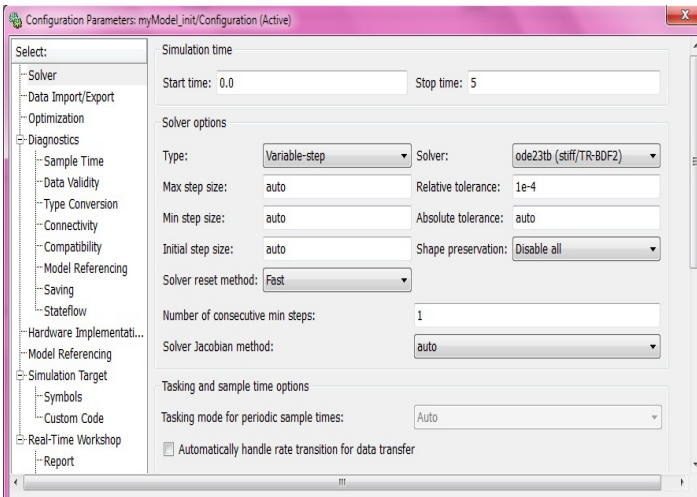 Configuration Parameters: myModel_init/Configuration (Active)
Select:
Solver
Data Import/Export
Optimization
Diagnostics
Sample Time
Data Validity
Type Conversion
Connectivity
Compatibility
Model Referencing
Saving
Stateflow
Hardware Implementati...
Model Referencing
Simulation Target
Symbols
Custom Code
Real-Time Workshop
Report
Simulation time
Start time: 0.0 Stop time: 5
Solver options
Type: Variable-step Solver: ode23tb (stiff/TR-BDF2)
Max step size: auto Relative tolerance: 1e-4
Min step size: auto Absolute tolerance: auto
Initial step size: auto Shape preservation: Disable all
Solver reset method: Fast
Number of consecutive min steps: 1
Solver Jacobian method: auto
Tasking and sample time options
Tasking mode for periodic sample times: Auto
Automatically handle rate transition for data transfer